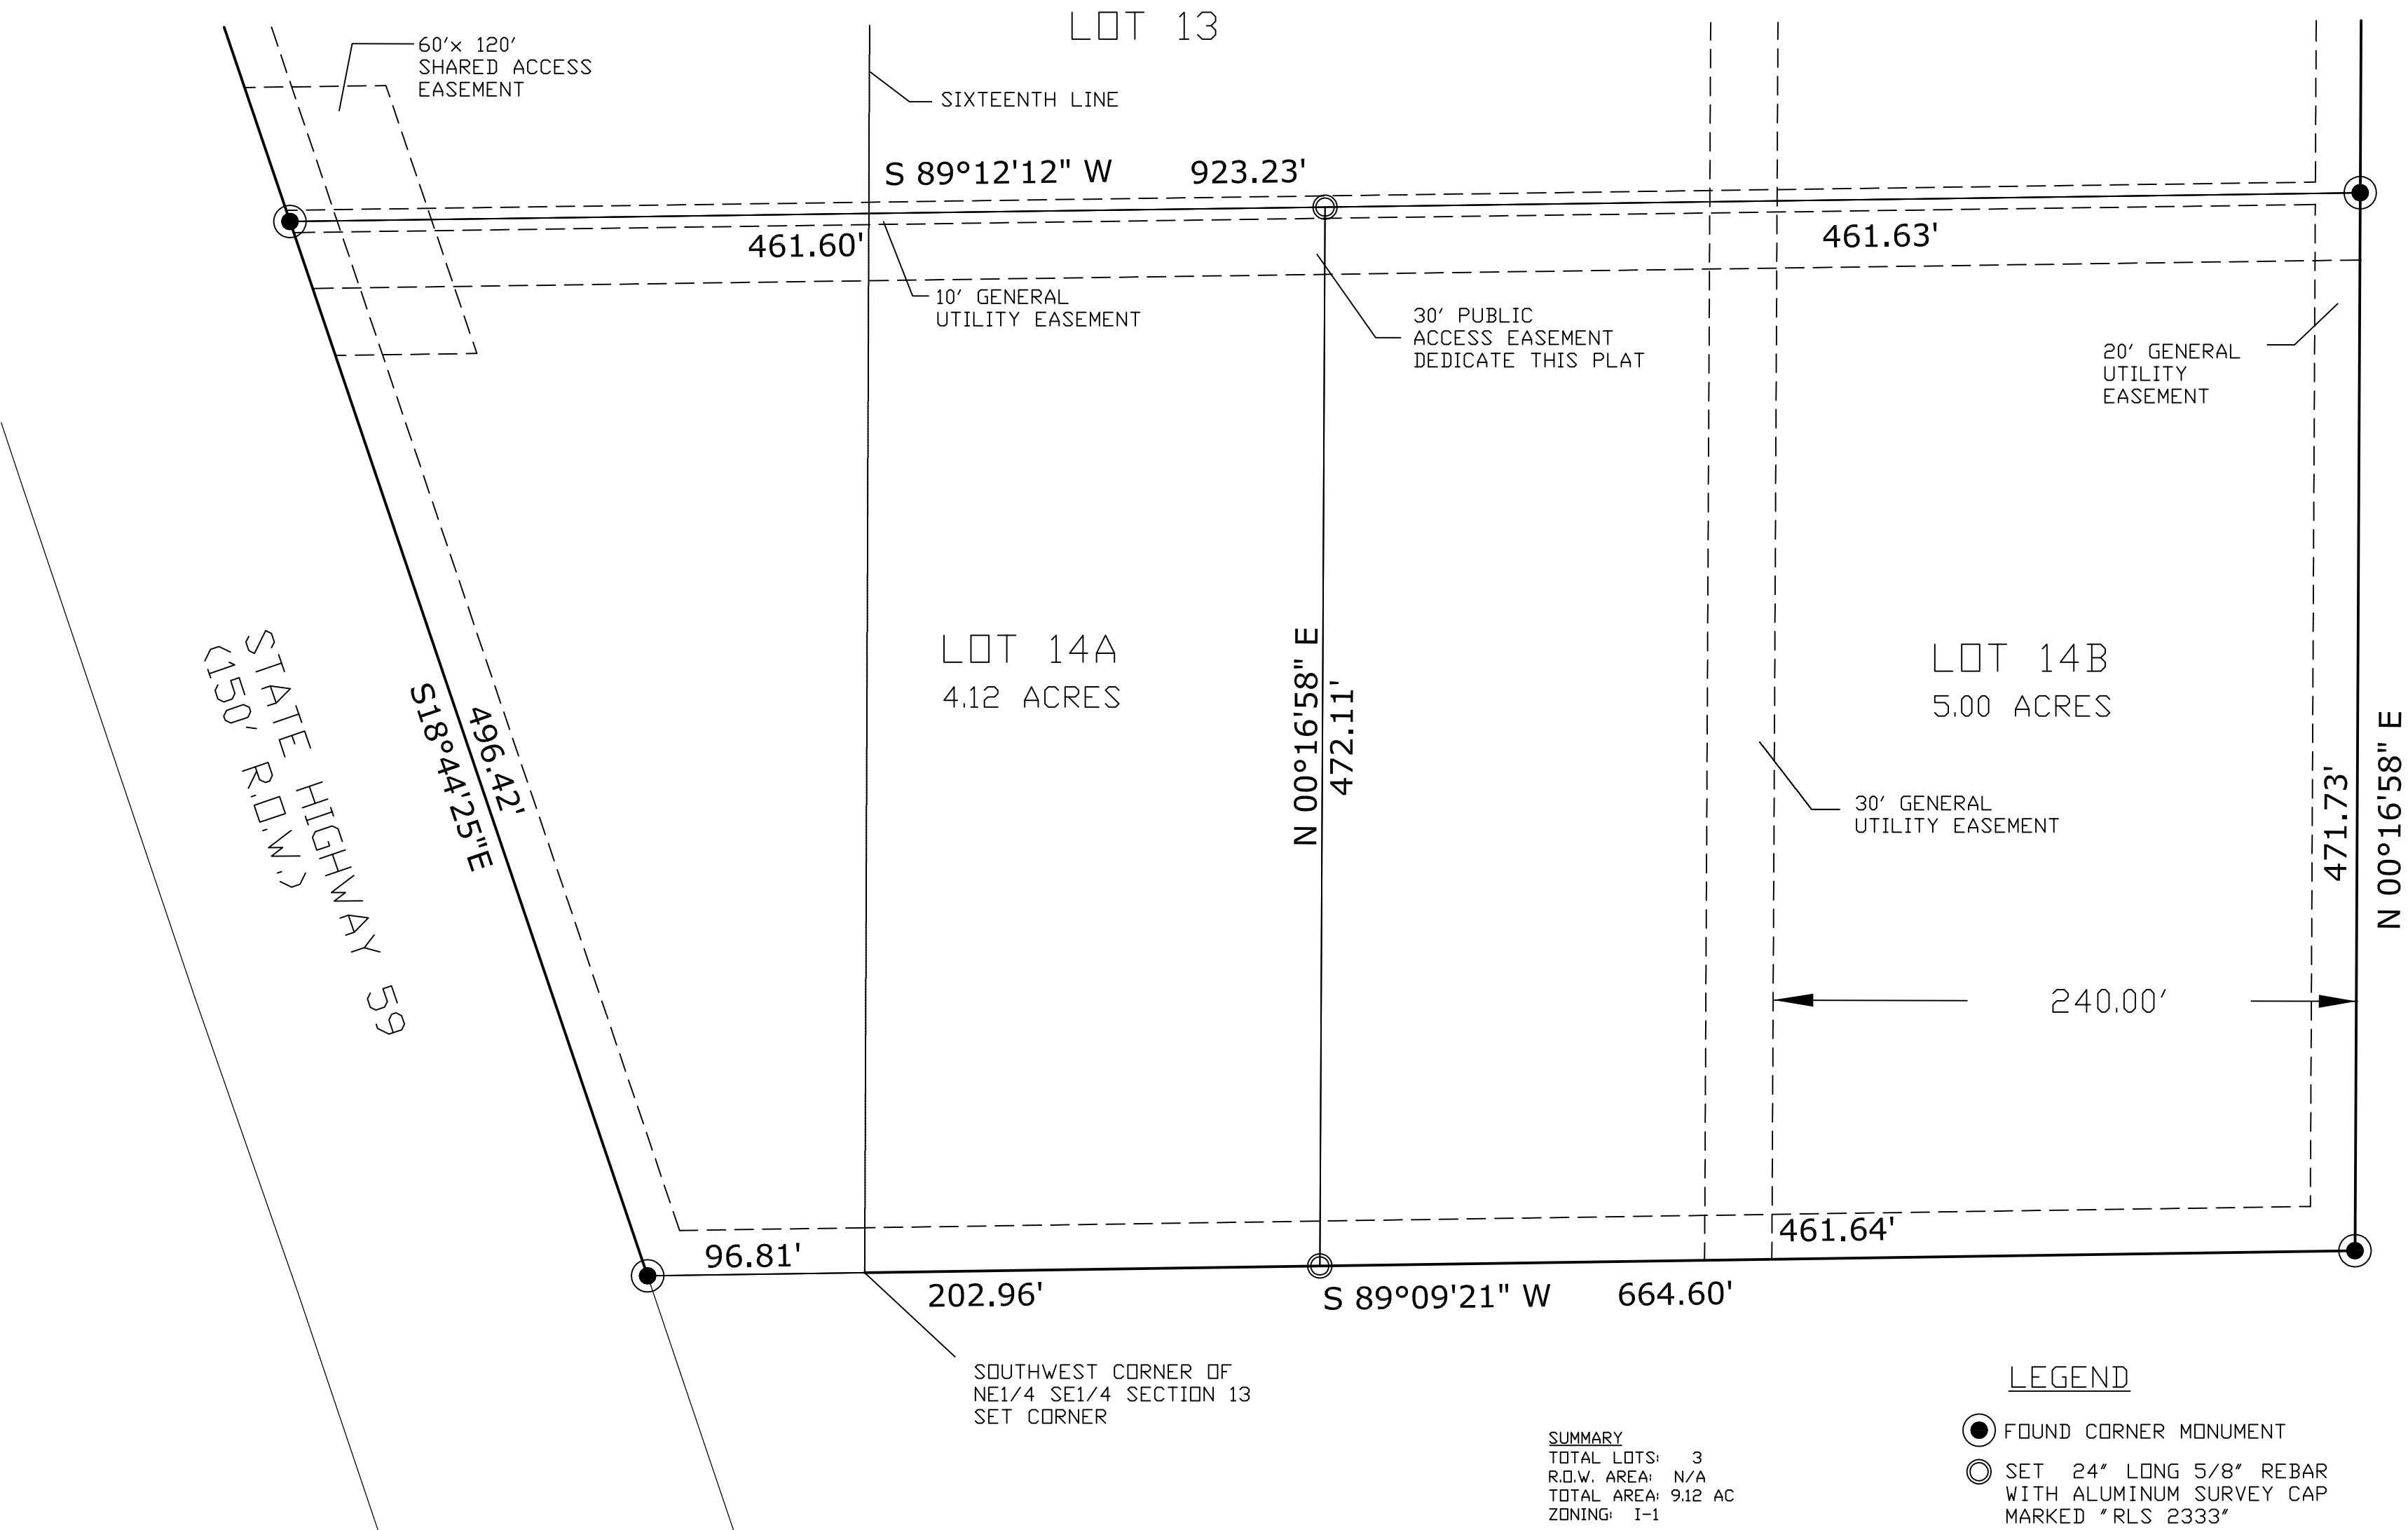 LOT 13
60'x 120'
SHARED ACCESS
EASEMENT
SIXTEENTH LINE
S 89°12'12" W 923.23'
461.60'
461.63'
10' GENERAL
UTILITY EASEMENT
30' PUBLIC
ACCESS EASEMENT
DEDICATE THIS PLAT
20' GENERAL
UTILITY
EASEMENT
STATE HIGHWAY 59
(150' R.O.W.)
S18°44'25"E
496.42'
LOT 14A
4.12 ACRES
N 00°16'58" E
472.11'
LOT 14B
5.00 ACRES
30' GENERAL
UTILITY EASEMENT
471.73'
N 00°16'58" E
240.00'
96.81'
202.96'
461.64'
S 89°09'21" W 664.60'
SOUTHWEST CORNER OF
NE1/4 SE1/4 SECTION 13
SET CORNER
SUMMARY
TOTAL LOTS: 3
R.O.W. AREA: N/A
TOTAL AREA: 9.12 AC
ZONING: I-1
LEGEND
FOUND CORNER MONUMENT
SET 24" LONG 5/8" REBAR
WITH ALUMINUM SURVEY CAP
MARKED "RLS 2333"